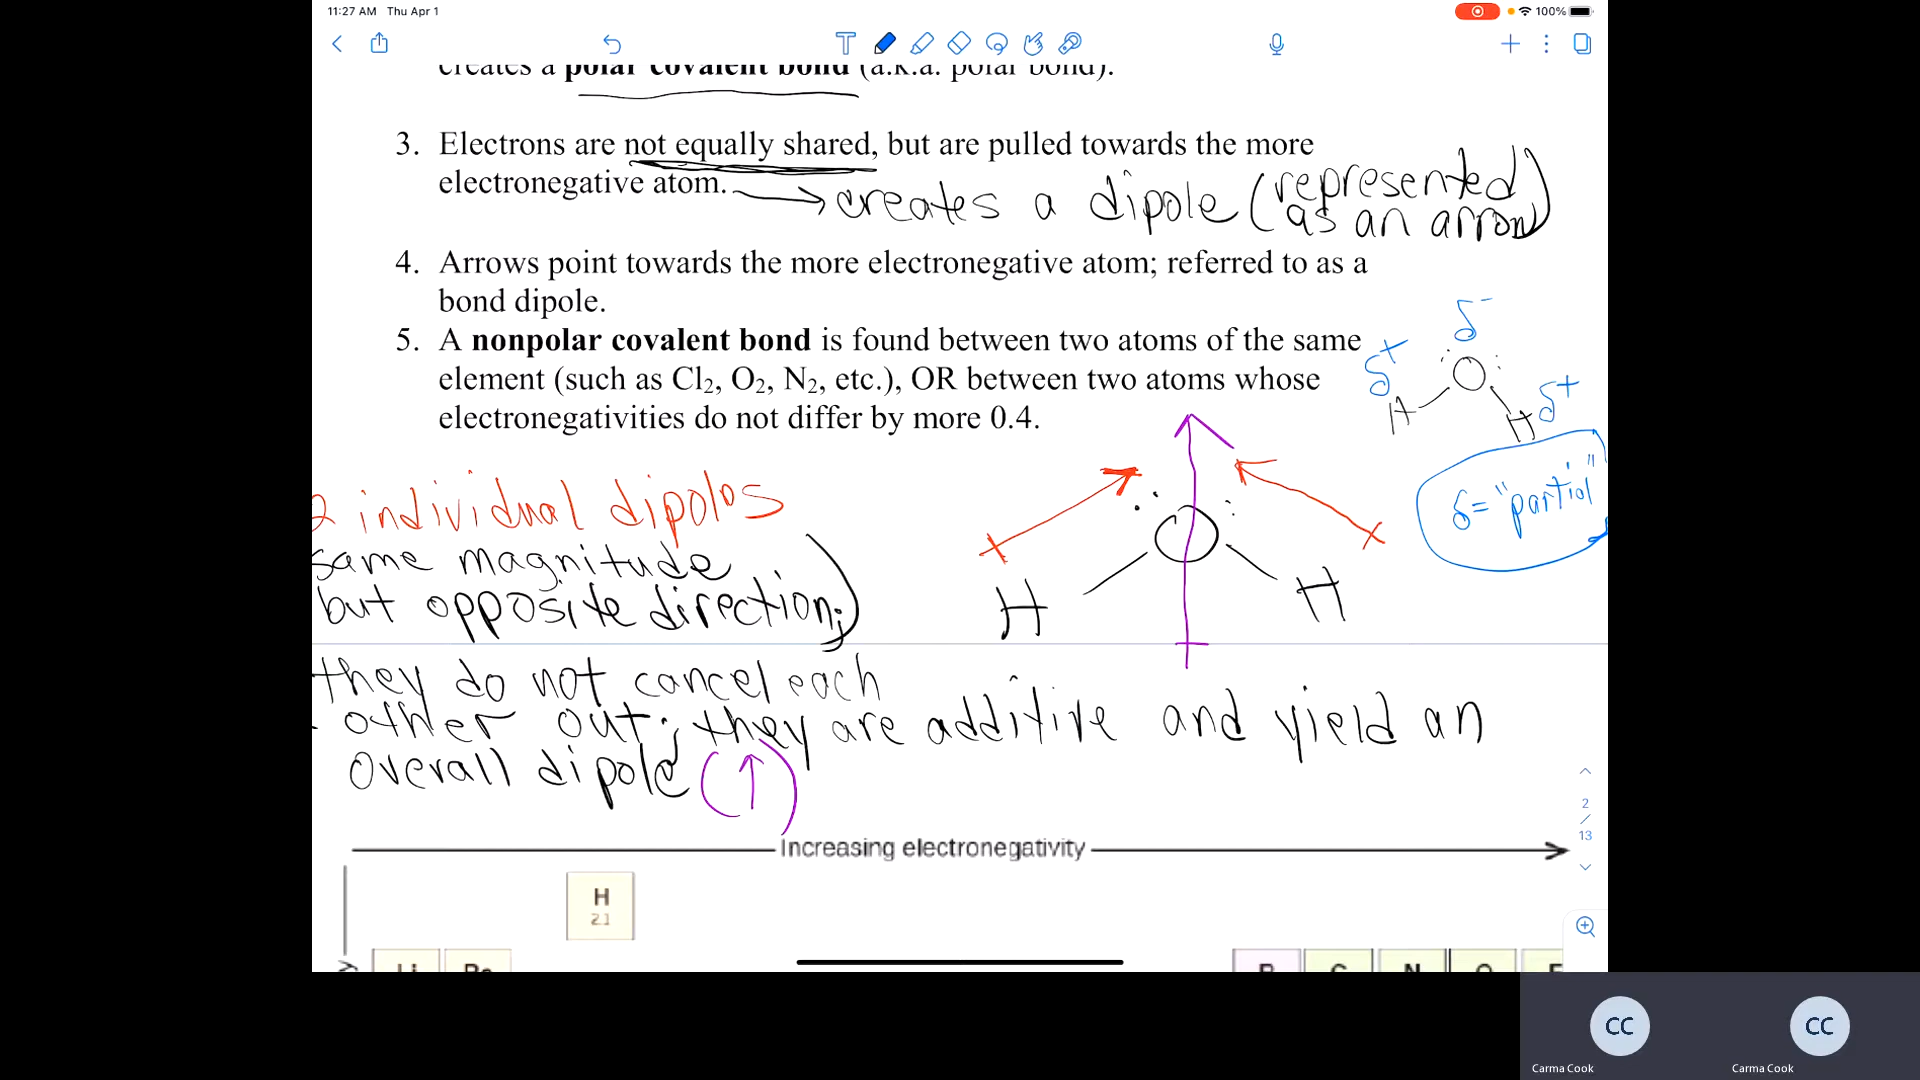 11:27 AM Thu Apr 1
100%
creates a polar covalent bond (a.k.a. polar bond).
3. Electrons are not equally shared, but are pulled towards the more
electronegative atom. creates a dipole (represented
as an arrow)
4. Arrows point towards the more electronegative atom; referred to as a
bond dipole.
5. A nonpolar covalent bond is found between two atoms of the same
element (such as Cl₂, O₂, N₂, etc.), OR between two atoms whose
electronegativities do not differ by more 0.4.
δ-
δ+ O
H H δ+
δ = "partial"
2 individual dipoles
same magnitude
but opposite direction;)
O
H H
they do not cancel each
other out; they are additive and yield an
overall dipole (↑)
2
/
13
Increasing electronegativity
H
2.1
Li Be B C N O F
CC CC
Carma Cook Carma Cook